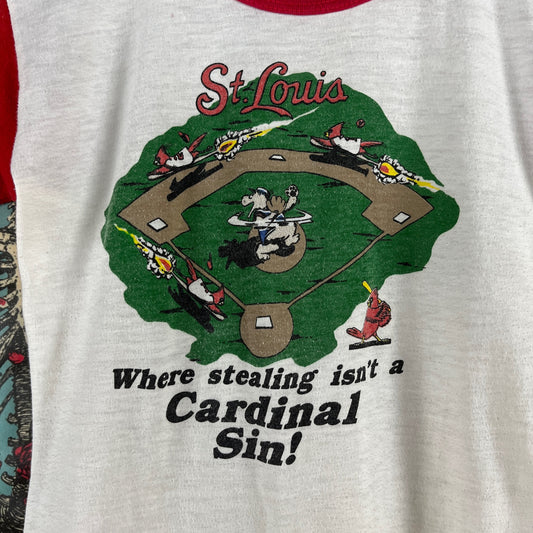 St. Louis
Where stealing isn't a
Cardinal
Sin!